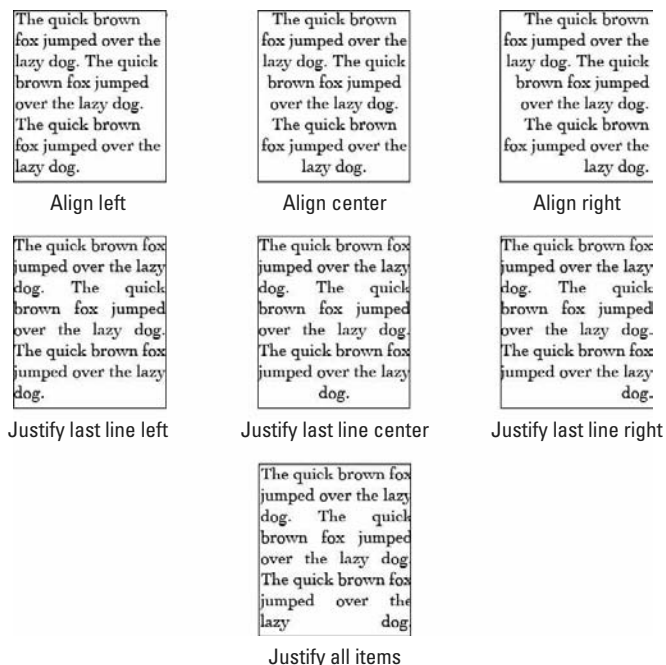 The quick brown
fox jumped over the
lazy dog. The quick
brown fox jumped
over the lazy dog.
The quick brown
fox jumped over the
lazy dog.
Align left
The quick brown
fox jumped over the
lazy dog. The quick
brown fox jumped
over the lazy dog.
The quick brown
fox jumped over the
lazy dog.
Align center
The quick brown
fox jumped over the
lazy dog. The quick
brown fox jumped
over the lazy dog.
The quick brown
fox jumped over the
lazy dog.
Align right
The quick brown fox
jumped over the lazy
dog. The quick
brown fox jumped
over the lazy dog.
The quick brown fox
jumped over the lazy
dog.
Justify last line left
The quick brown fox
jumped over the lazy
dog. The quick
brown fox jumped
over the lazy dog.
The quick brown fox
jumped over the lazy
dog.
Justify last line center
The quick brown fox
jumped over the lazy
dog. The quick
brown fox jumped
over the lazy dog.
The quick brown fox
jumped over the lazy
dog.
Justify last line right
The quick brown fox
jumped over the lazy
dog. The quick
brown fox jumped
over the lazy dog.
The quick brown fox
jumped over the
lazy dog.
Justify all items